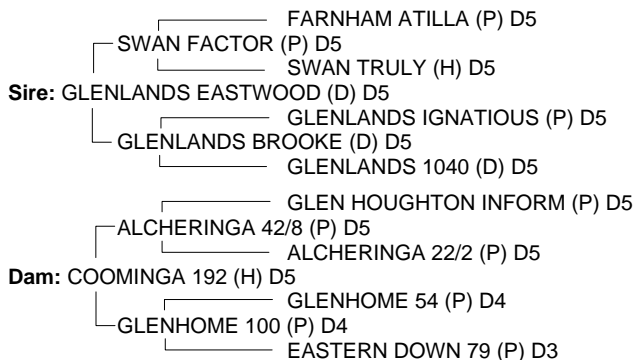 FARNHAM ATILLA (P) D5
SWAN FACTOR (P) D5
SWAN TRULY (H) D5
Sire: GLENLANDS EASTWOOD (D) D5
GLENLANDS IGNATIOUS (P) D5
GLENLANDS BROOKE (D) D5
GLENLANDS 1040 (D) D5
GLEN HOUGHTON INFORM (P) D5
ALCHERINGA 42/8 (P) D5
ALCHERINGA 22/2 (P) D5
Dam: COOMINGA 192 (H) D5
GLENHOME 54 (P) D4
GLENHOME 100 (P) D4
EASTERN DOWN 79 (P) D3